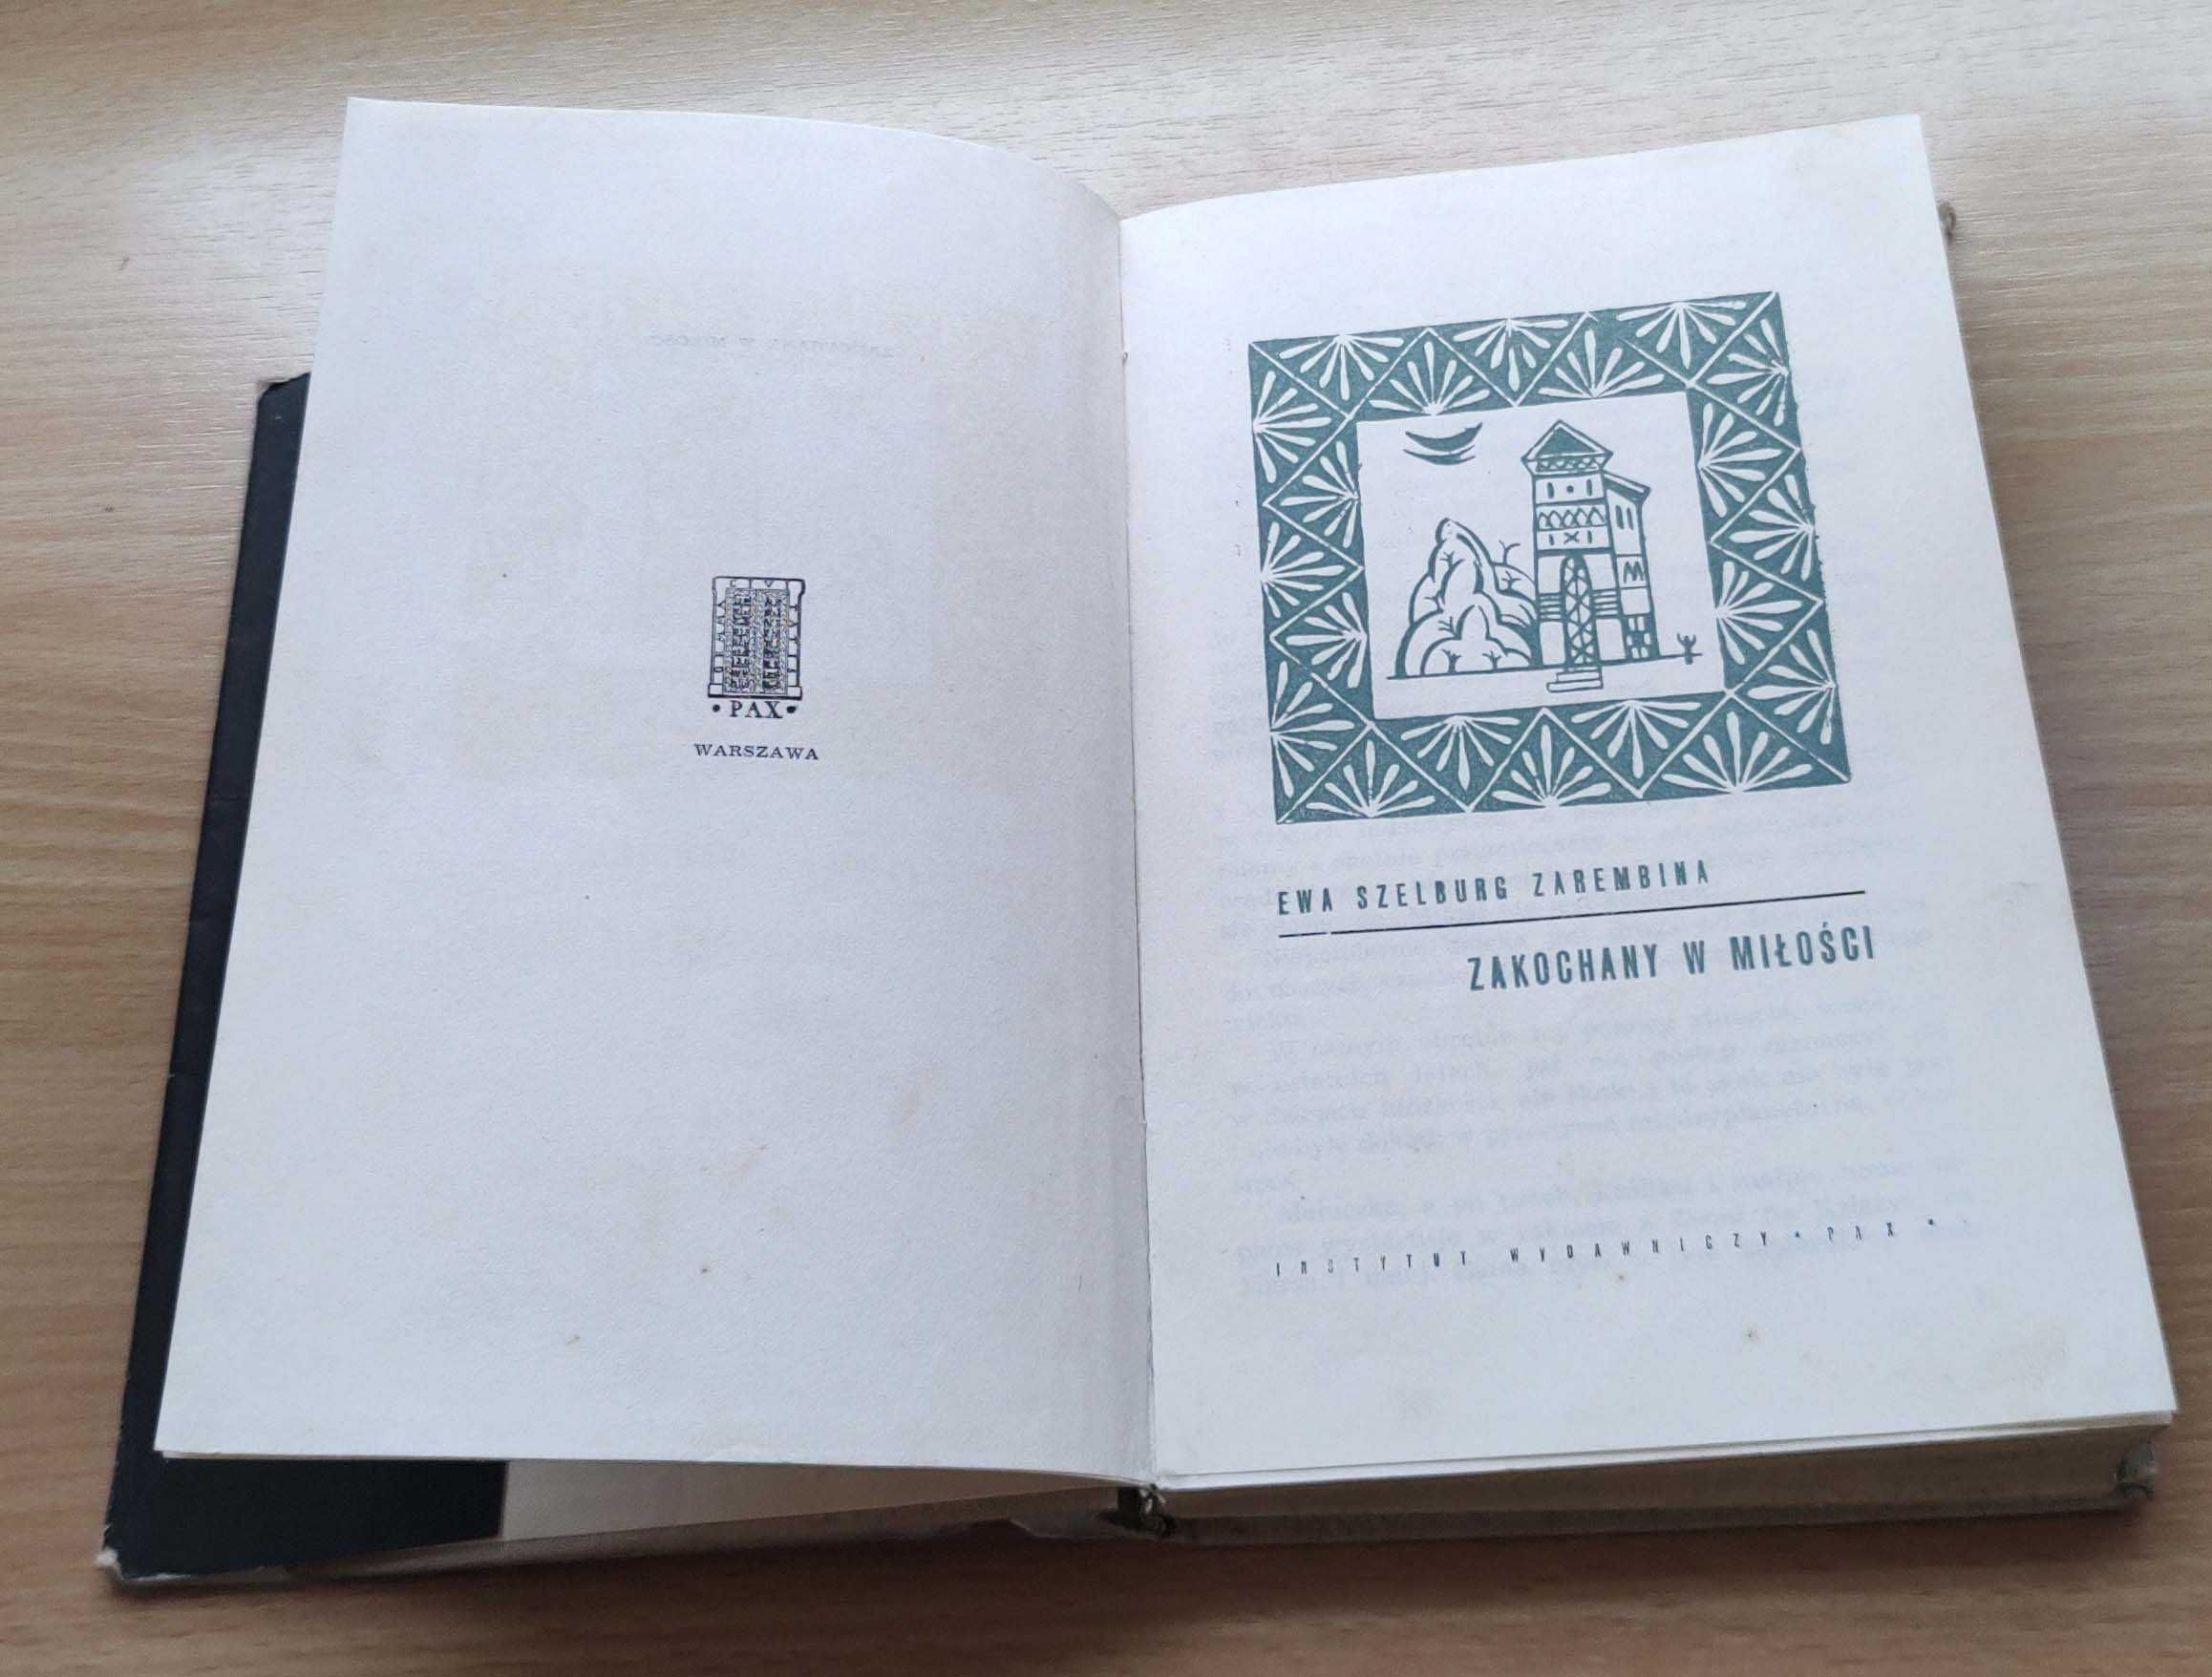 • PAX •
WARSZAWA
EWA SZELBURG ZAREMBINA
ZAKOCHANY W MIŁOŚCI
INSTYTUT WYDAWNICZY • PAX •